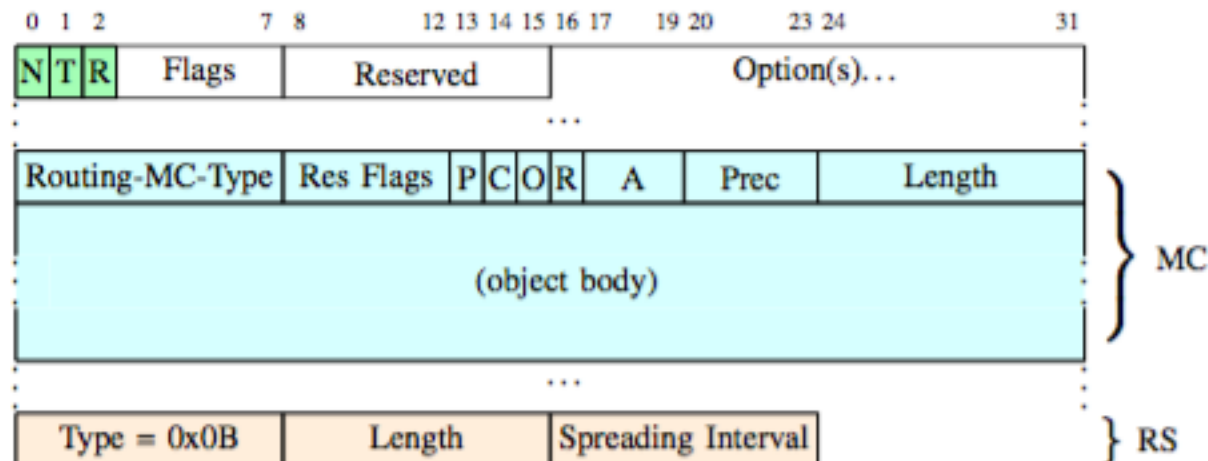 0 1 2 7 8 12 13 14 15 16 17 19 20 23 24 31
N T R Flags Reserved Option(s)...
...
Routing-MC-Type Res Flags P C O R A Prec Length
(object body)
MC
...
Type = 0x0B Length Spreading Interval RS